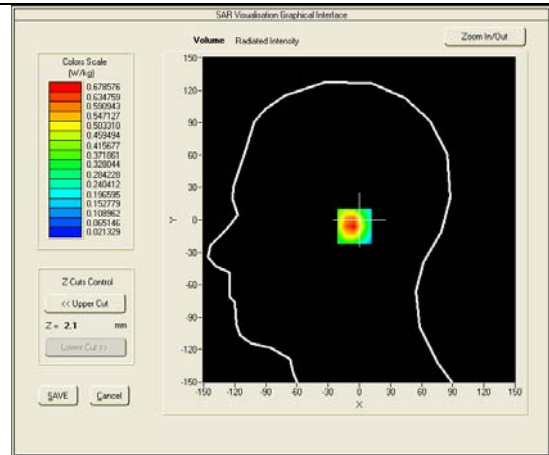 SAR Visualisation Graphical Interface
Volume Radiated Intensity
Zoom In/Out
Colors Scale
(W/kg)
0.678576
0.634759
0.590943
0.547127
0.503310
0.459494
0.415677
0.371861
0.328044
0.284228
0.240412
0.196595
0.152779
0.108962
0.065146
0.021329
Z Cuts Control
<< Upper Cut
Z = 2.1 mm
Lower Cut >>
SAVE Cancel
150
120
90
60
30
0
-30
-60
-90
-120
-150
Y
-150 -120 -90 -60 -30 0 30 60 90 120 150
X